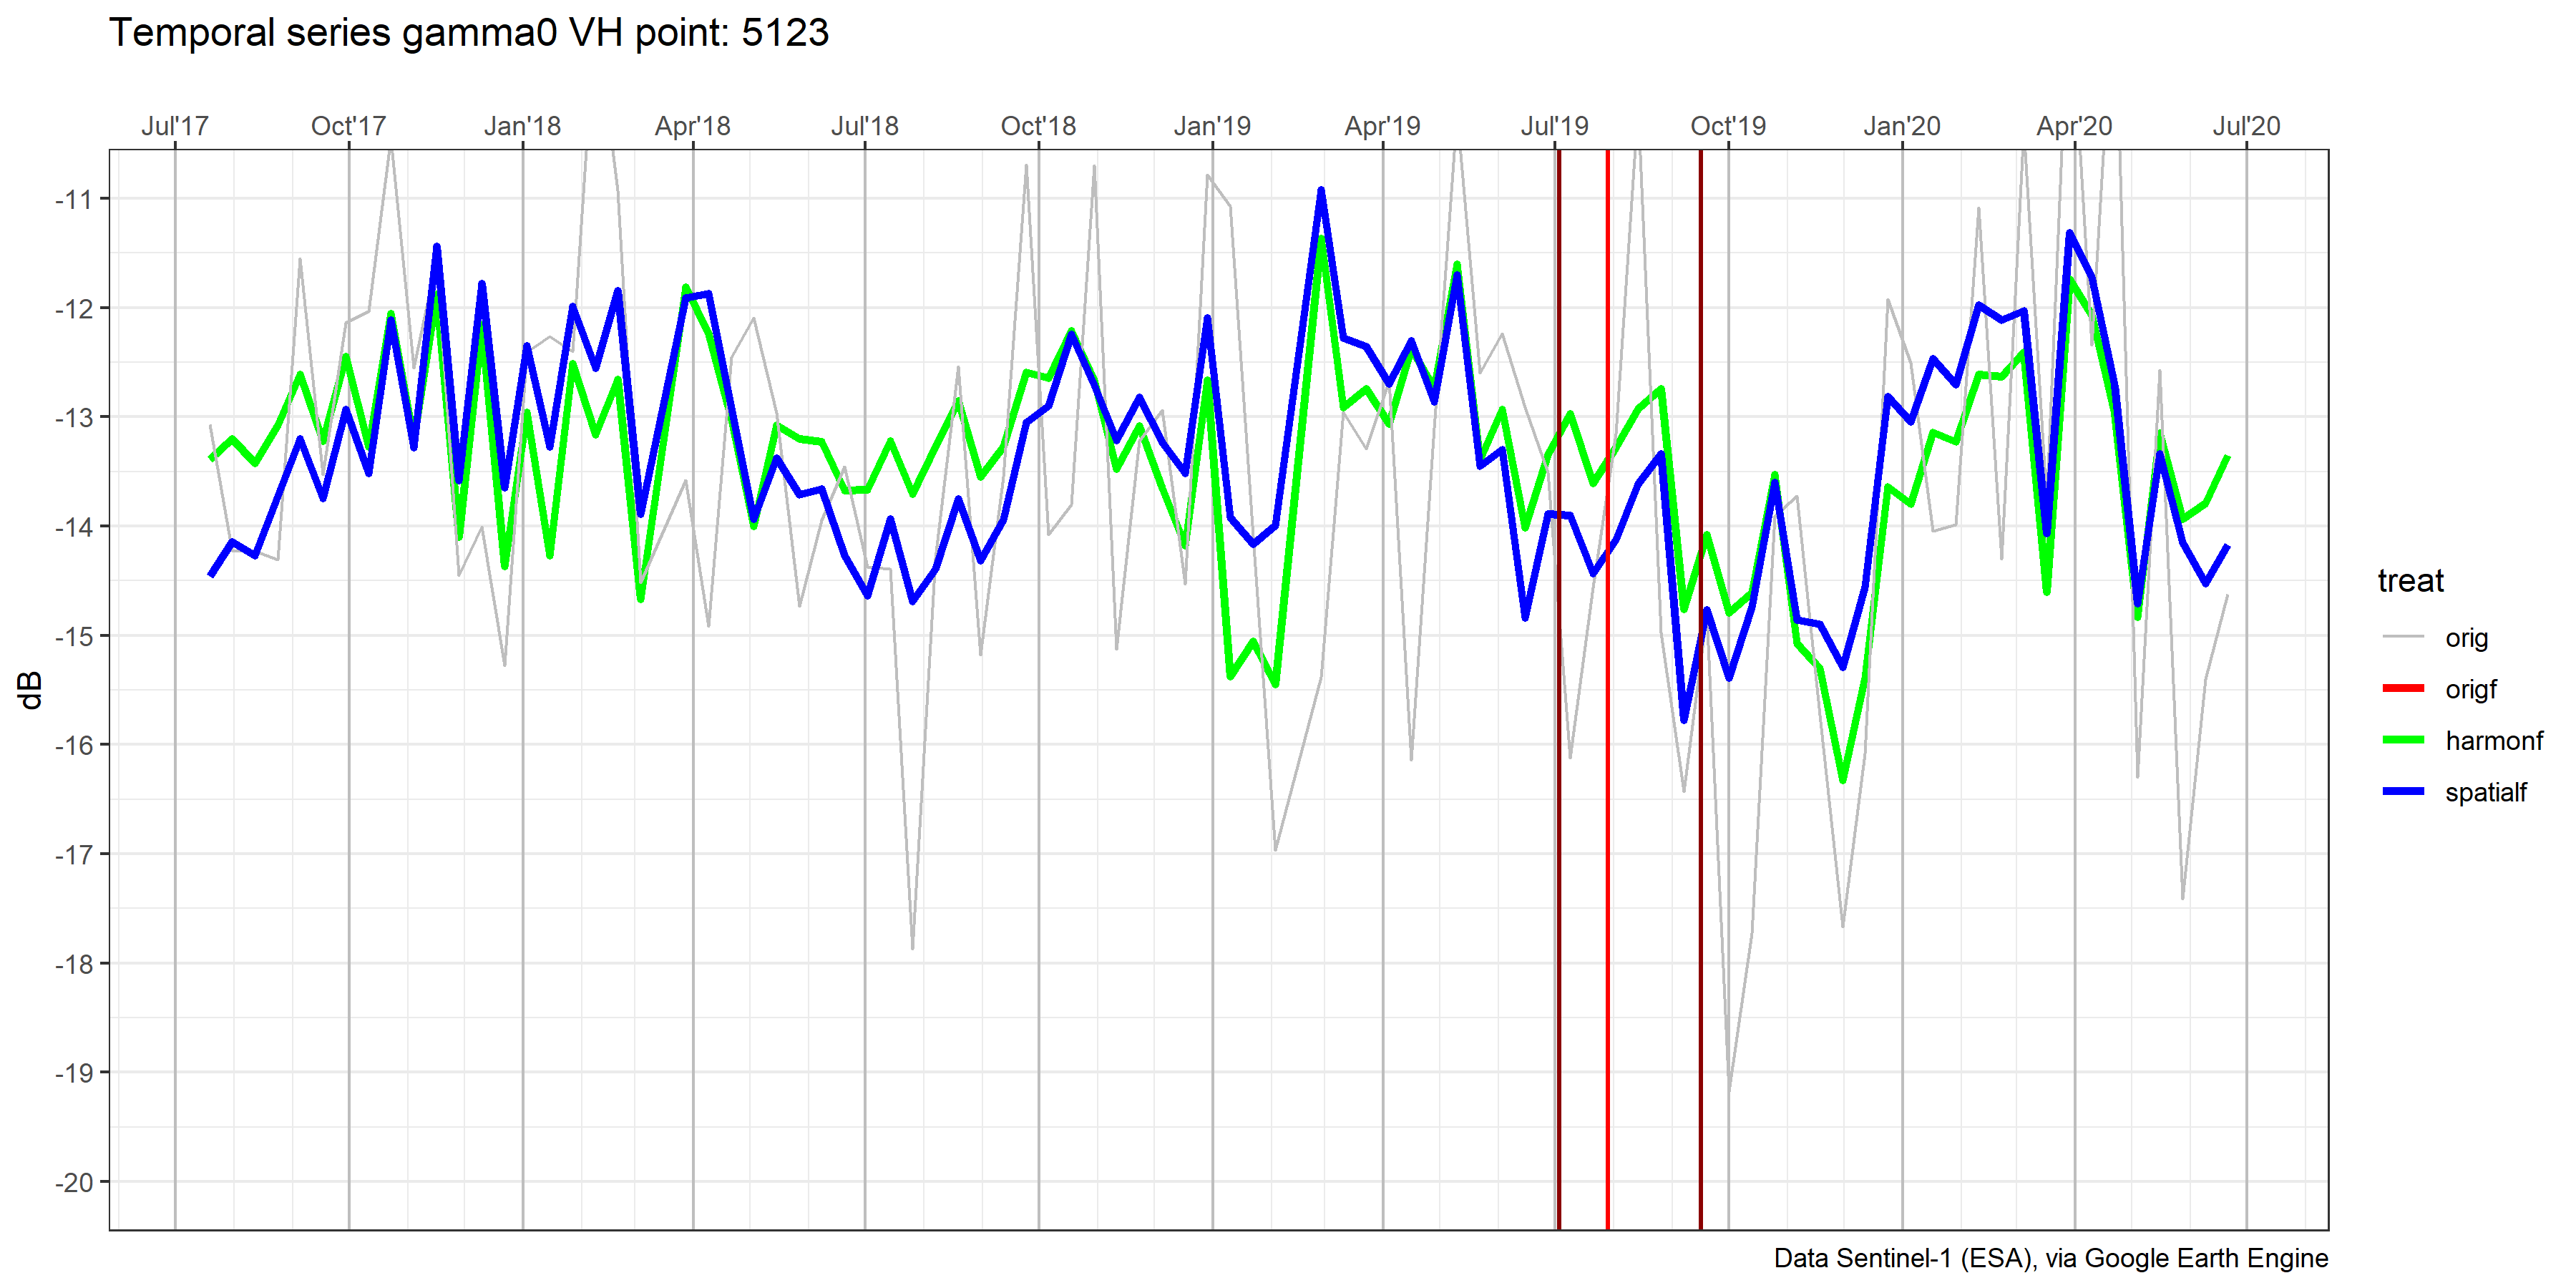 Temporal series gamma0 VH point: 5123
Jul'17 Oct'17 Jan'18 Apr'18 Jul'18 Oct'18 Jan'19 Apr'19 Jul'19 Oct'19 Jan'20 Apr'20 Jul'20
-11
-12
-13
-14
-15
-16
-17
-18
-19
-20
dB
treat
orig
origf
harmonf
spatialf
Data Sentinel-1 (ESA), via Google Earth Engine